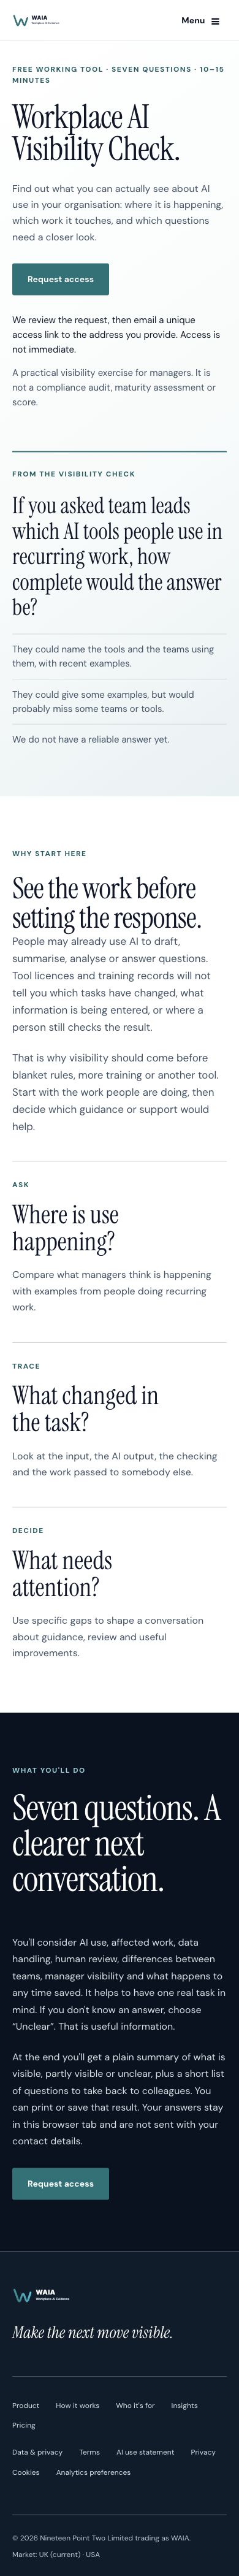 WAIA
Workplace AI Evidence
Menu
FREE WORKING TOOL · SEVEN QUESTIONS · 10–15
MINUTES
Workplace AI
Visibility Check.
Find out what you can actually see about AI
use in your organisation: where it is happening,
which work it touches, and which questions
need a closer look.
Request access
We review the request, then email a unique
access link to the address you provide. Access is
not immediate.
A practical visibility exercise for managers. It is
not a compliance audit, maturity assessment or
score.
FROM THE VISIBILITY CHECK
If you asked team leads
which AI tools people use in
recurring work, how
complete would the answer
be?
They could name the tools and the teams using
them, with recent examples.
They could give some examples, but would
probably miss some teams or tools.
We do not have a reliable answer yet.
WHY START HERE
See the work before
setting the response.
People may already use AI to draft,
summarise, analyse or answer questions.
Tool licences and training records will not
tell you which tasks have changed, what
information is being entered, or where a
person still checks the result.
That is why visibility should come before
blanket rules, more training or another tool.
Start with the work people are doing, then
decide which guidance or support would
help.
ASK
Where is use
happening?
Compare what managers think is happening
with examples from people doing recurring
work.
TRACE
What changed in
the task?
Look at the input, the AI output, the checking
and the work passed to somebody else.
DECIDE
What needs
attention?
Use specific gaps to shape a conversation
about guidance, review and useful
improvements.
WHAT YOU'LL DO
Seven questions. A
clearer next
conversation.
You'll consider AI use, affected work, data
handling, human review, differences between
teams, manager visibility and what happens to
any time saved. It helps to have one real task in
mind. If you don't know an answer, choose
“Unclear”. That is useful information.
At the end you'll get a plain summary of what is
visible, partly visible or unclear, plus a short list
of questions to take back to colleagues. You
can print or save that result. Your answers stay
in this browser tab and are not sent with your
contact details.
Request access
WAIA
Workplace AI Evidence
Make the next move visible.
Product How it works Who it's for Insights
Pricing
Data & privacy Terms AI use statement Privacy
Cookies Analytics preferences
© 2026 Nineteen Point Two Limited trading as WAIA.
Market: UK (current) · USA